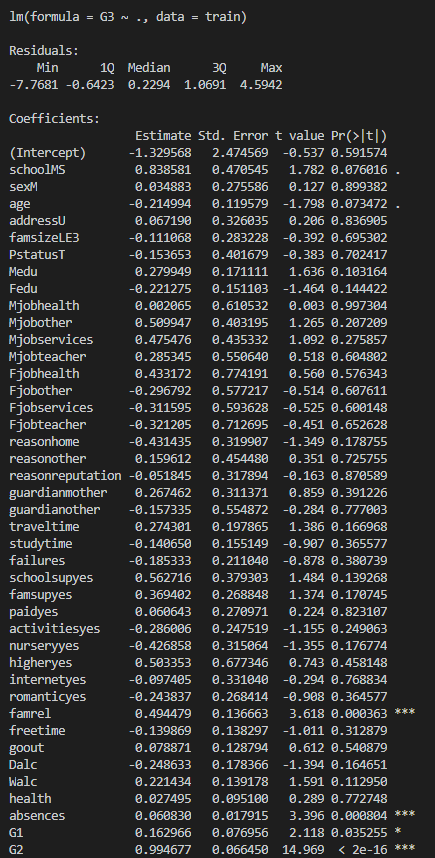 lm(formula = G3 ~ ., data = train)
Residuals:
Min 1Q Median 3Q Max
-7.7681 -0.6423 0.2294 1.0691 4.5942
Coefficients:
Estimate Std. Error t value Pr(>|t|)
(Intercept) -1.329568 2.474569 -0.537 0.591574
schoolMS 0.838581 0.470545 1.782 0.076016 .
sexM 0.034883 0.275586 0.127 0.899382
age -0.214994 0.119579 -1.798 0.073472 .
addressU 0.067190 0.326035 0.206 0.836905
famsizeLE3 -0.111068 0.283228 -0.392 0.695302
PstatusT -0.153653 0.401679 -0.383 0.702417
Medu 0.279949 0.171111 1.636 0.103164
Fedu -0.221275 0.151103 -1.464 0.144422
Mjobhealth 0.002065 0.610532 0.003 0.997304
Mjobother 0.509947 0.403195 1.265 0.207209
Mjobservices 0.475476 0.435332 1.092 0.275857
Mjobteacher 0.285345 0.550640 0.518 0.604802
Fjobhealth 0.433172 0.774191 0.560 0.576343
Fjobother -0.296792 0.577217 -0.514 0.607611
Fjobservices -0.311595 0.593628 -0.525 0.600148
Fjobteacher -0.321205 0.712695 -0.451 0.652628
reasonhome -0.431435 0.319907 -1.349 0.178755
reasonother 0.159612 0.454480 0.351 0.725755
reasonreputation -0.051845 0.317894 -0.163 0.870589
guardianmother 0.267462 0.311371 0.859 0.391226
guardianother -0.157335 0.554872 -0.284 0.777003
traveltime 0.274301 0.197865 1.386 0.166968
studytime -0.140650 0.155149 -0.907 0.365577
failures -0.185333 0.211040 -0.878 0.380739
schoolsupyes 0.562716 0.379303 1.484 0.139268
famsupyes 0.369402 0.268848 1.374 0.170745
paidyes 0.060643 0.270971 0.224 0.823107
activitiesyes -0.286006 0.247519 -1.155 0.249063
nurseryyes -0.426858 0.315064 -1.355 0.176774
higheryes 0.503353 0.677346 0.743 0.458148
internetyes -0.097405 0.331040 -0.294 0.768834
romanticyes -0.243837 0.268414 -0.908 0.364577
famrel 0.494479 0.136663 3.618 0.000363 ***
freetime -0.139869 0.138297 -1.011 0.312879
goout 0.078871 0.128794 0.612 0.540879
Dalc -0.248633 0.178366 -1.394 0.164651
Walc 0.221434 0.139178 1.591 0.112950
health 0.027495 0.095100 0.289 0.772748
absences 0.060830 0.017915 3.396 0.000804 ***
G1 0.162966 0.076956 2.118 0.035255 *
G2 0.994677 0.066450 14.969 < 2e-16 ***